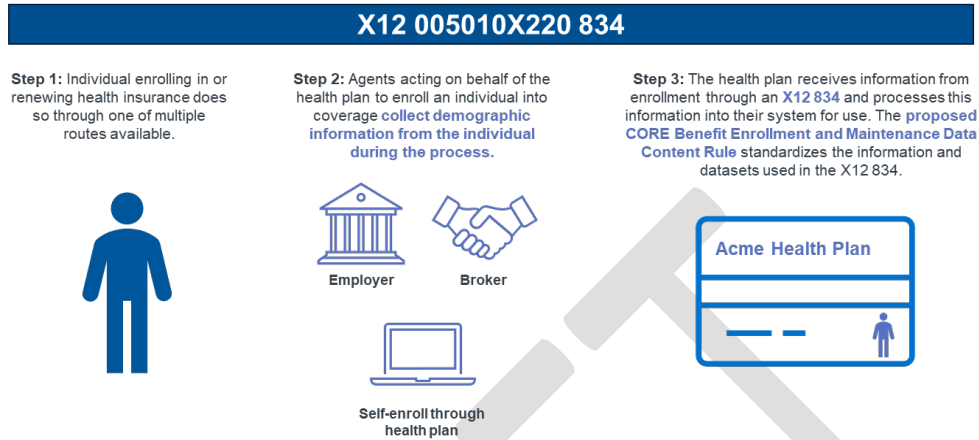 X12 005010X220 834
Step 1: Individual enrolling in or
renewing health insurance does
so through one of multiple
routes available.
Step 2: Agents acting on behalf of the
health plan to enroll an individual into
coverage collect demographic
information from the individual
during the process.
Step 3: The health plan receives information from
enrollment through an X12 834 and processes this
information into their system for use. The proposed
CORE Benefit Enrollment and Maintenance Data
Content Rule standardizes the information and
datasets used in the X12 834.
Employer
Broker
Self-enroll through
health plan
Acme Health Plan